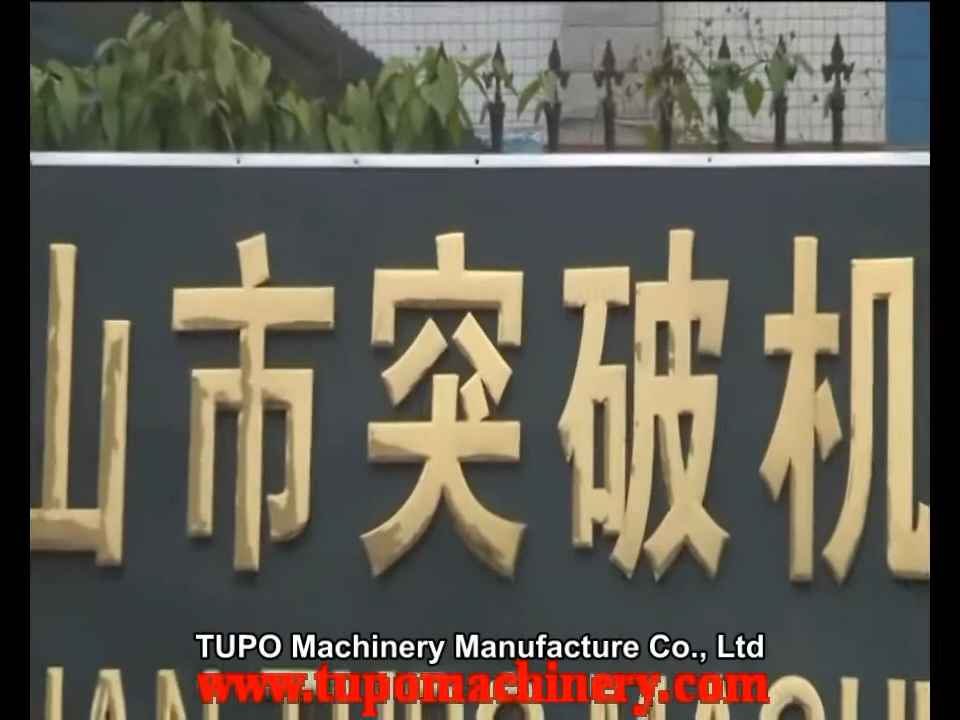 山市突破机
TUPO Machinery Manufacture Co., Ltd
www.tupomachinery.com